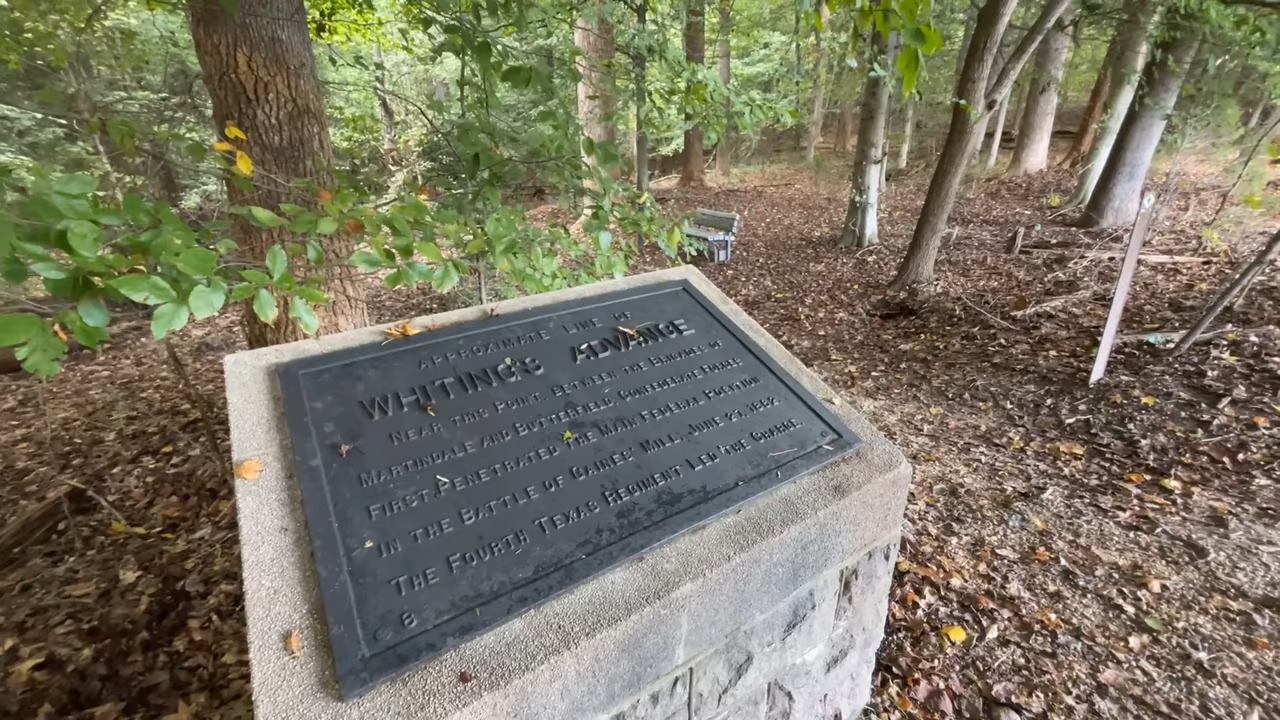 APPROXIMATE LINE OF
WHITING'S ADVANCE
NEAR THIS POINT, BETWEEN THE BRIGADES OF
MARTINDALE AND BUTTERFIELD, CONFEDERATE FORCES
FIRST PENETRATED THE MAIN FEDERAL POSITION
IN THE BATTLE OF GAINES' MILL, JUNE 27, 1862.
THE FOURTH TEXAS REGIMENT LED THE CHARGE.
8